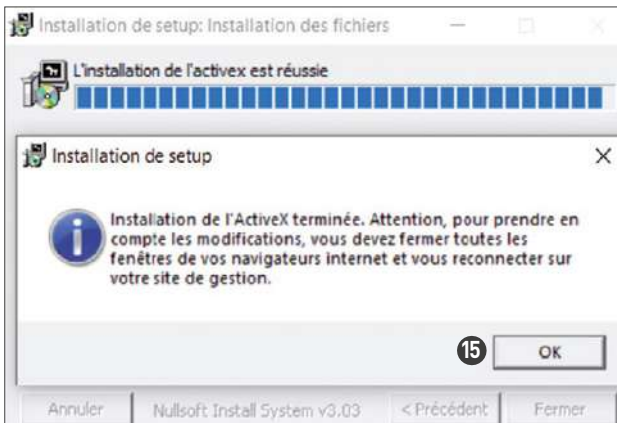 Installation de setup: Installation des fichiers
L'installation de l'activex est réussie
Installation de setup
Installation de l'ActiveX terminée. Attention, pour prendre en
compte les modifications, vous devez fermer toutes les
fenêtres de vos navigateurs internet et vous reconnecter sur
votre site de gestion.
15 OK
Annuler Nullsoft Install System v3.03 < Précédent Fermer